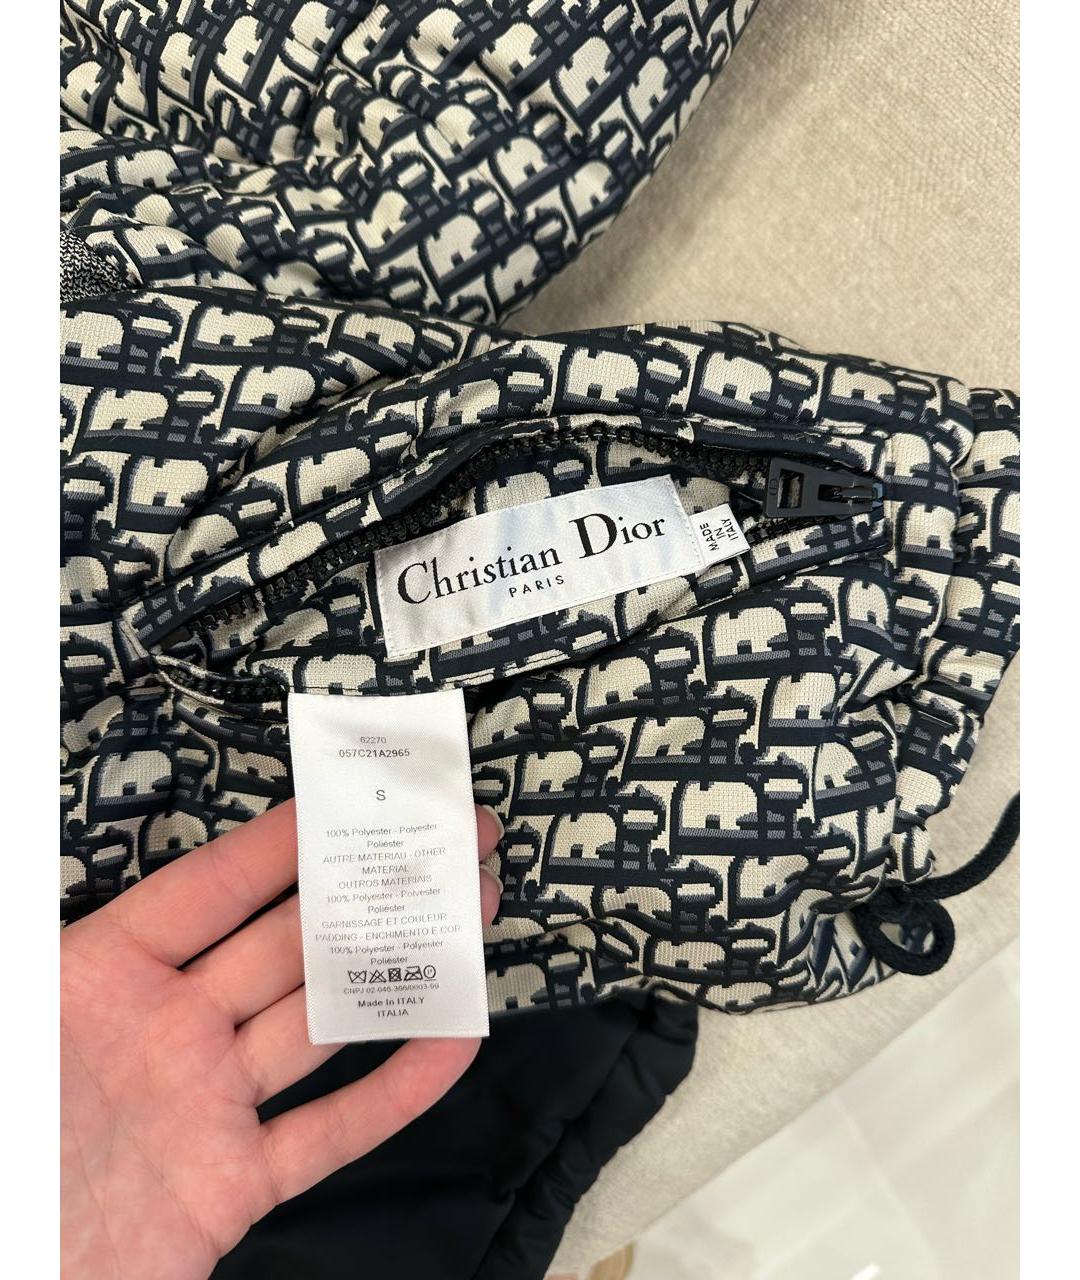 Christian Dior
PARIS
MADE
IN
ITALY
62270
057C21A2965
S
100% Polyester - Polyester
Poliéster
AUTRE MATERIAU - OTHER
MATERIAL
OUTROS MATERIAIS
100% Polyester - Polyester
Poliéster
GARNISSAGE ET COULEUR
PADDING - ENCHIMENTO E COR
100% Polyester - Polyester
Poliéster
CNPJ 02.046.366/0003-99
Made In ITALY
ITALIA